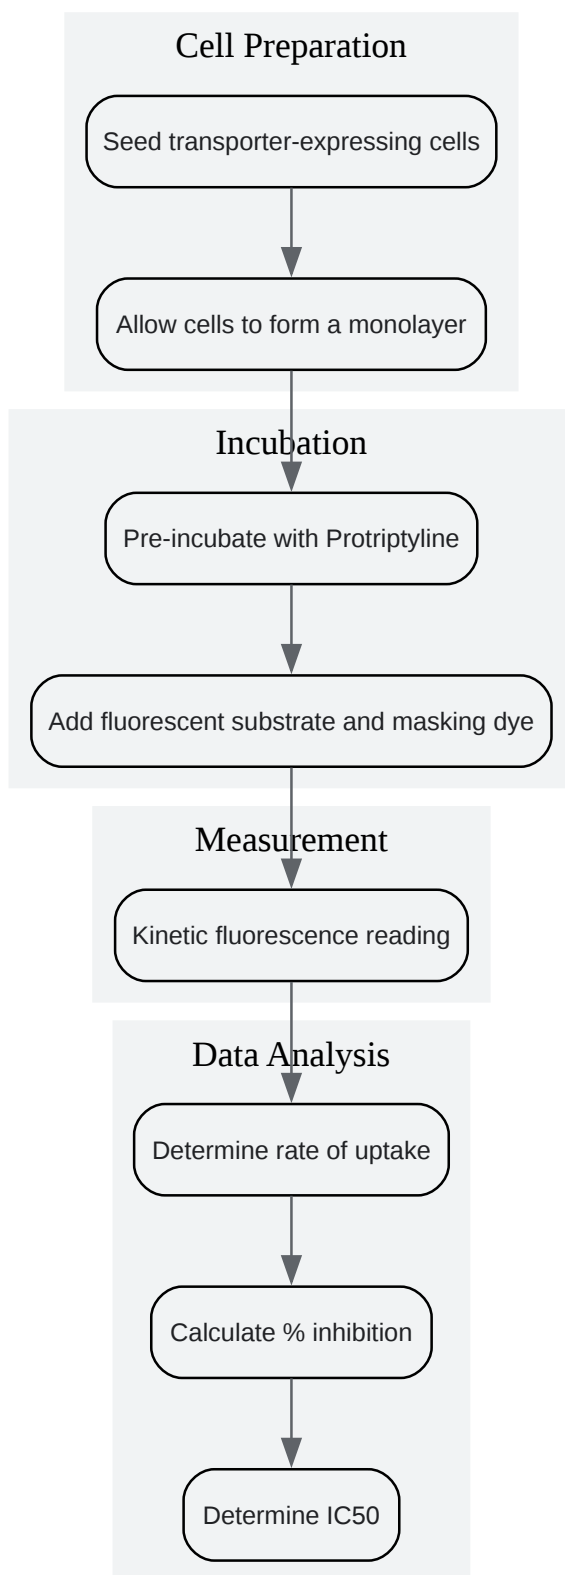 Cell Preparation
Seed transporter-expressing cells
Allow cells to form a monolayer
Incubation
Pre-incubate with Protriptyline
Add fluorescent substrate and masking dye
Measurement
Kinetic fluorescence reading
Data Analysis
Determine rate of uptake
Calculate % inhibition
Determine IC50